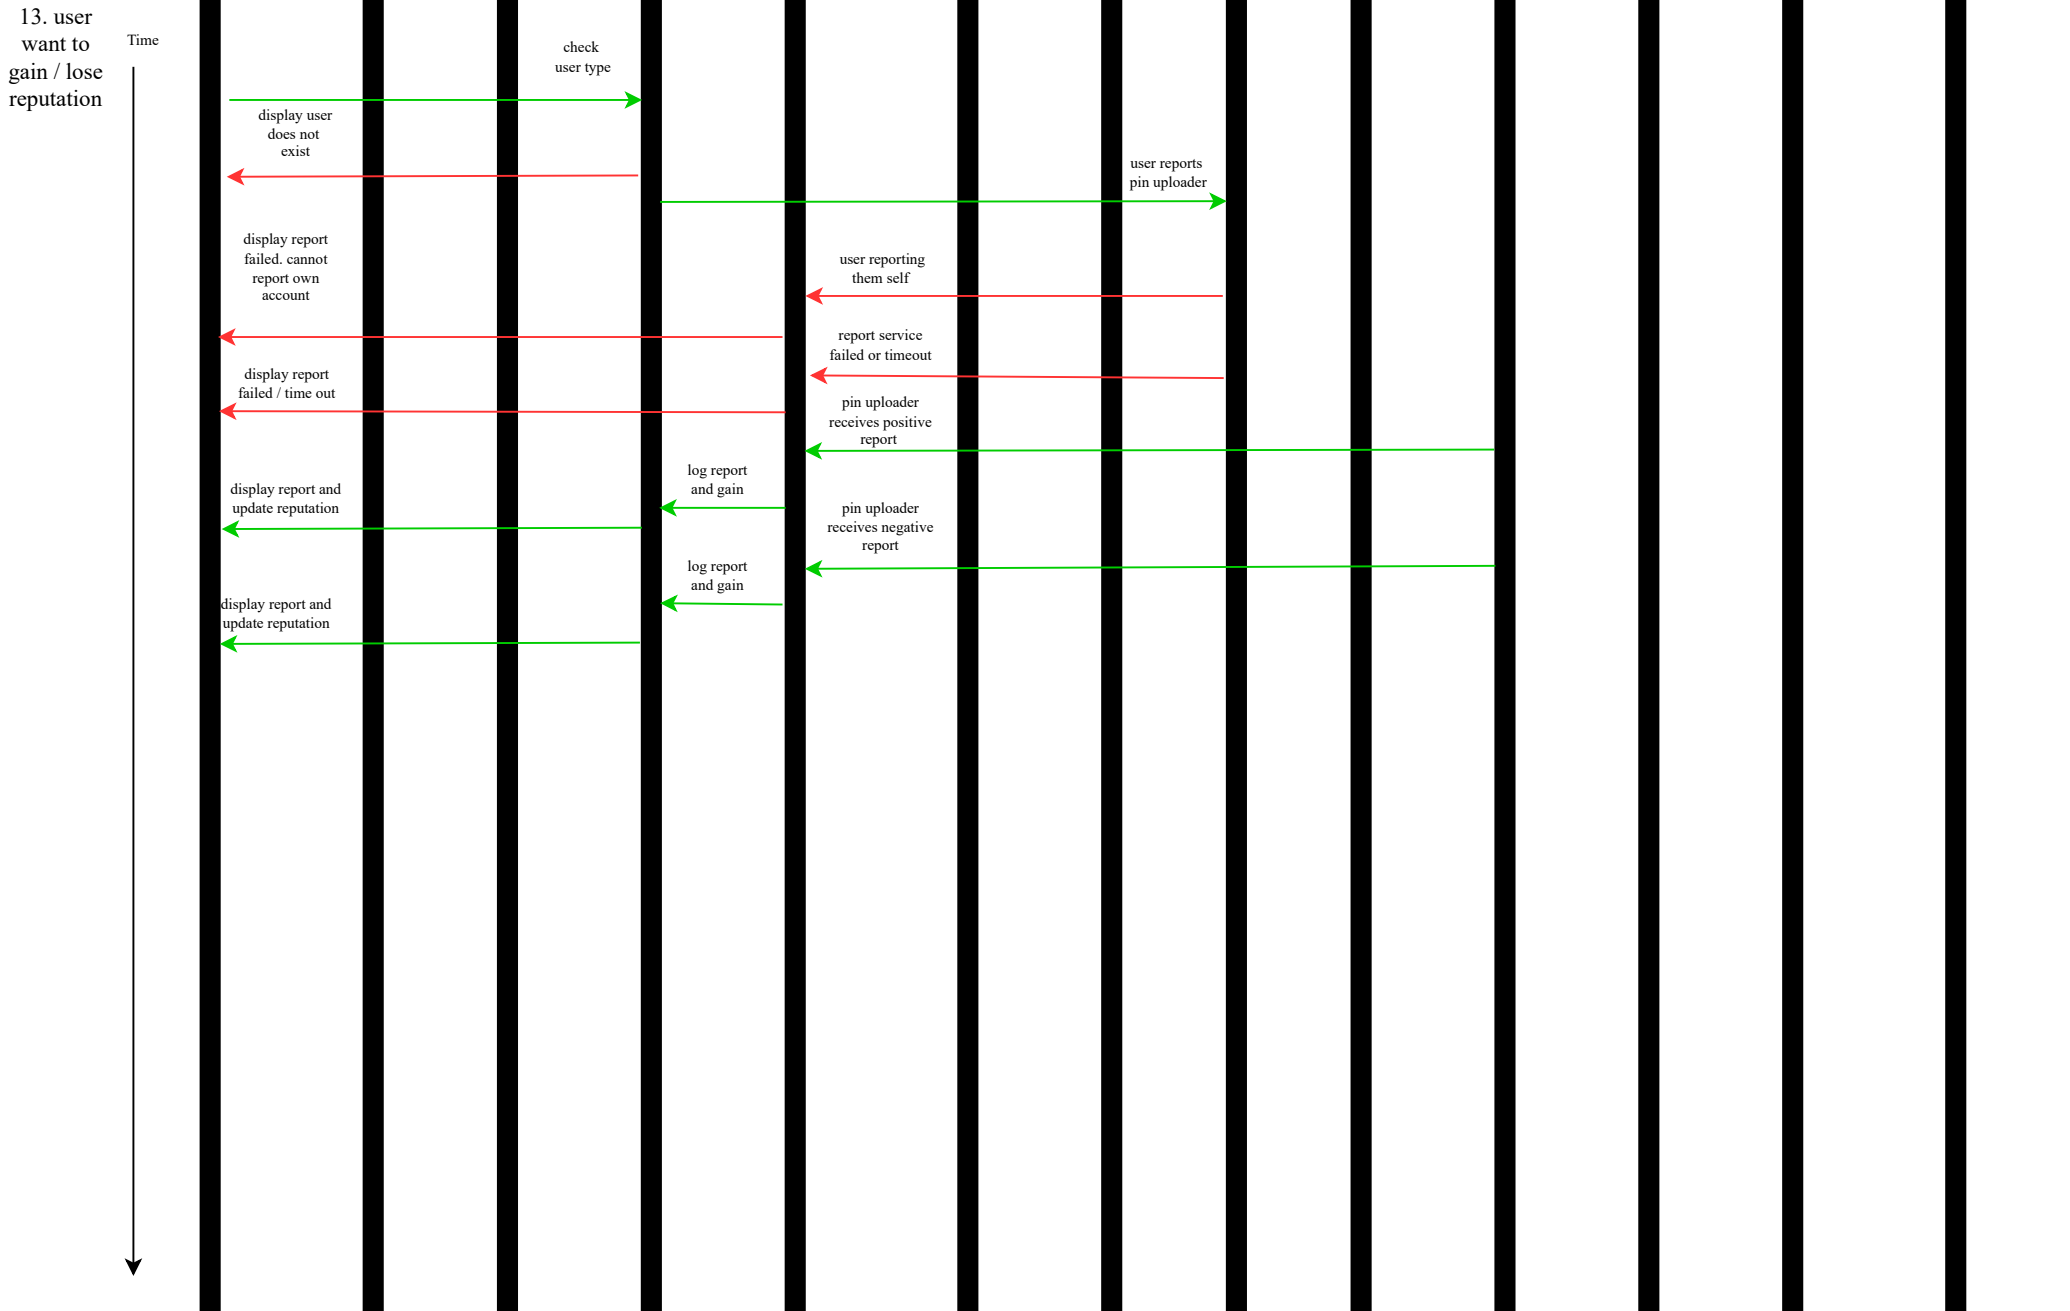 13. user
want to
gain / lose
reputation
Time
check
user type
display user
does not
exist
user reports
pin uploader
display report
failed. cannot
report own
account
user reporting
them self
report service
failed or timeout
display report
failed / time out
pin uploader
receives positive
report
log report
and gain
display report and
update reputation
pin uploader
receives negative
report
log report
and gain
display report and
update reputation